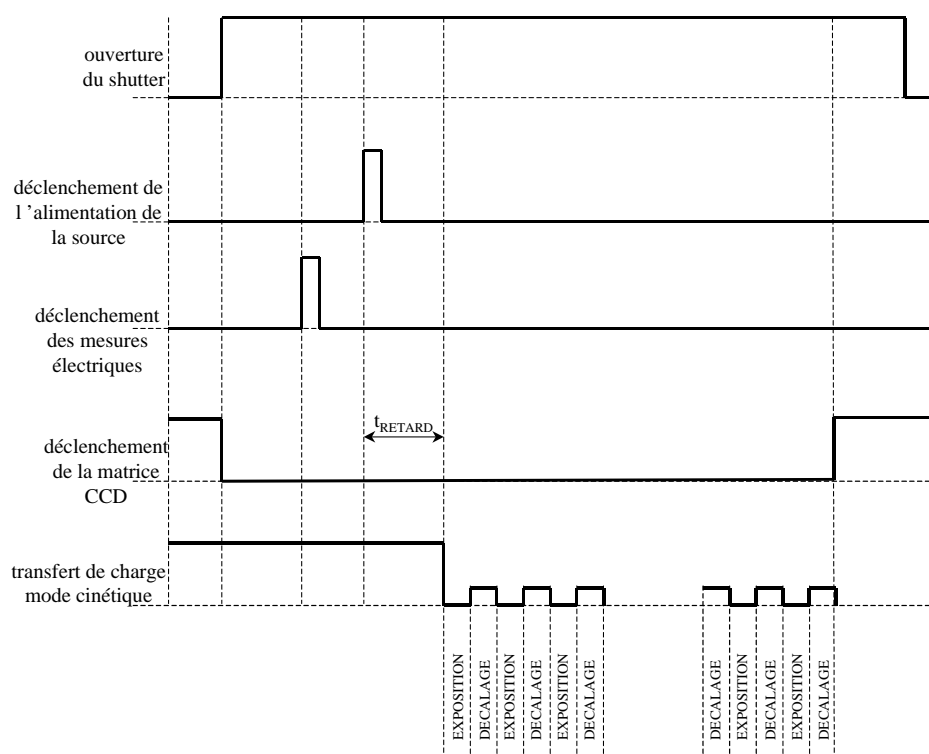 ouverture
du shutter
déclenchement de
l ’alimentation de
la source
déclenchement
des mesures
électriques
tRETARD
déclenchement
de la matrice
CCD
transfert de charge
mode cinétique
EXPOSITION
DECALAGE
EXPOSITION
DECALAGE
EXPOSITION
DECALAGE
DECALAGE
EXPOSITION
DECALAGE
EXPOSITION
DECALAGE